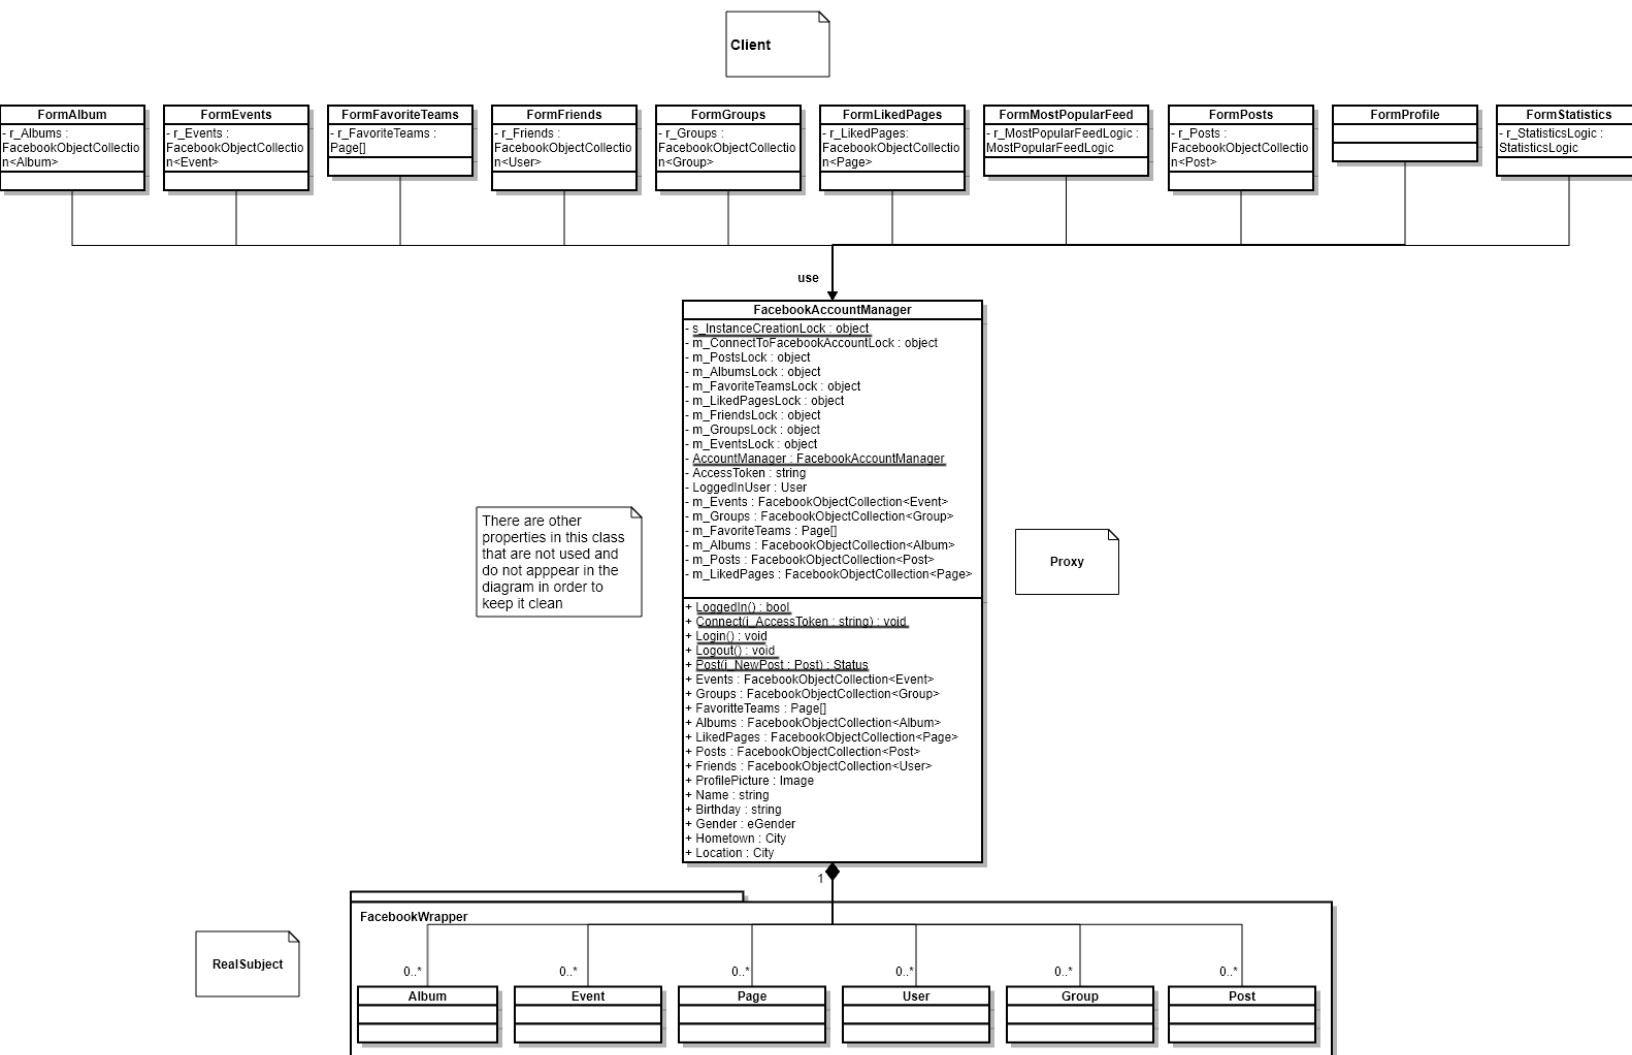 Client
FormAlbum
- r_Albums :
FacebookObjectCollectio
n<Album>
FormEvents
- r_Events :
FacebookObjectCollectio
n<Event>
FormFavoriteTeams
- r_FavoriteTeams :
Page[]
FormFriends
- r_Friends :
FacebookObjectCollectio
n<User>
FormGroups
- r_Groups :
FacebookObjectCollectio
n<Group>
FormLikedPages
- r_LikedPages:
FacebookObjectCollectio
n<Page>
FormMostPopularFeed
- r_MostPopularFeedLogic :
MostPopularFeedLogic
FormPosts
- r_Posts :
FacebookObjectCollectio
n<Post>
FormProfile
FormStatistics
- r_StatisticsLogic :
StatisticsLogic
use
FacebookAccountManager
- s_InstanceCreationLock : object
- m_ConnectToFacebookAccountLock : object
- m_PostsLock : object
- m_AlbumsLock : object
- m_FavoriteTeamsLock : object
- m_LikedPagesLock : object
- m_FriendsLock : object
- m_GroupsLock : object
- m_EventsLock : object
- AccountManager : FacebookAccountManager
- AccessToken : string
- LoggedInUser : User
- m_Events : FacebookObjectCollection<Event>
- m_Groups : FacebookObjectCollection<Group>
- m_FavoriteTeams : Page[]
- m_Albums : FacebookObjectCollection<Album>
- m_Posts : FacebookObjectCollection<Post>
- m_LikedPages : FacebookObjectCollection<Page>
+ LoggedIn() : bool
+ Connect(i_AccessToken : string) : void
+ Login() : void
+ Logout() : void
+ Post(i_NewPost : Post) : Status
+ Events : FacebookObjectCollection<Event>
+ Groups : FacebookObjectCollection<Group>
+ FavoritteTeams : Page[]
+ Albums : FacebookObjectCollection<Album>
+ LikedPages : FacebookObjectCollection<Page>
+ Posts : FacebookObjectCollection<Post>
+ Friends : FacebookObjectCollection<User>
+ ProfilePicture : Image
+ Name : string
+ Birthday : string
+ Gender : eGender
+ Hometown : City
+ Location : City
There are other
properties in this class
that are not used and
do not apppear in the
diagram in order to
keep it clean
Proxy
1
FacebookWrapper
RealSubject
0..*
0..*
0..*
0..*
0..*
0..*
Album
Event
Page
User
Group
Post